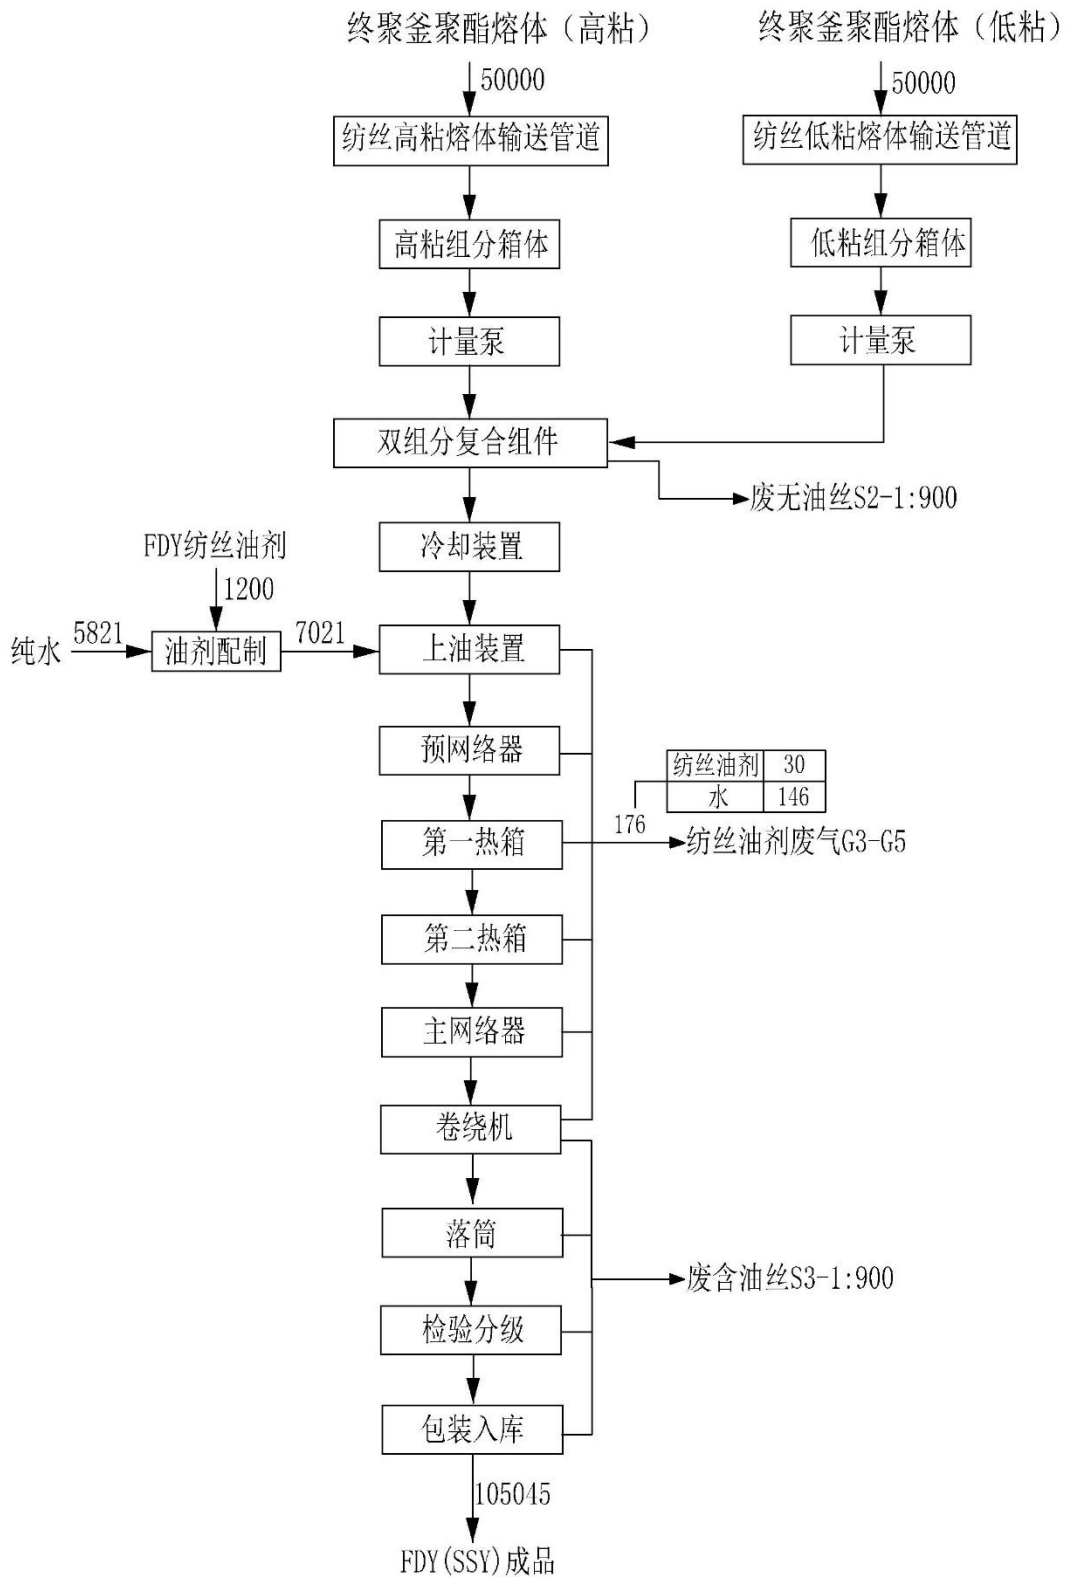 终聚釜聚酯熔体（高粘）
终聚釜聚酯熔体（低粘）
50000
50000
纺丝高粘熔体输送管道
纺丝低粘熔体输送管道
高粘组分箱体
低粘组分箱体
计量泵
计量泵
双组分复合组件
废无油丝S2-1:900
冷却装置
FDY纺丝油剂
1200
纯水
5821
油剂配制
7021
上油装置
预网络器
纺丝油剂 30
水 146
176
第一热箱
纺丝油剂废气G3-G5
第二热箱
主网络器
卷绕机
落筒
废含油丝S3-1:900
检验分级
包装入库
105045
FDY(SSY)成品